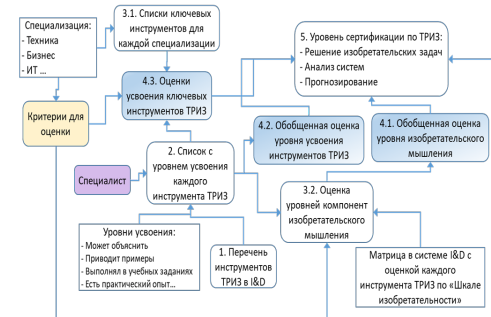 Специализация:
- Техника
- Бизнес
- ИТ ...
3.1. Списки ключевых
инструментов для
каждой специализации
5. Уровень сертификации по ТРИЗ:
- Решение изобретательских задач
- Анализ систем
- Прогнозирование
4.3. Оценки
усвоения ключевых
инструментов ТРИЗ
Критерии для
оценки
4.2. Обобщенная оценка
уровня усвоения
инструментов ТРИЗ
4.1. Обобщенная оценка
уровня изобретательского
мышления
2. Список с
уровнем усвоения
каждого
инструмента ТРИЗ
Специалист
3.2. Оценка
уровней компонент
изобретательского
мышления
Уровни усвоения:
- Может объяснить
- Приводит примеры
- Выполнял в учебных заданиях
- Есть практический опыт...
1. Перечень
инструментов
ТРИЗ в I&D
Матрица в системе I&D с
оценкой каждого
инструмента ТРИЗ по «Шкале
изобретательности»